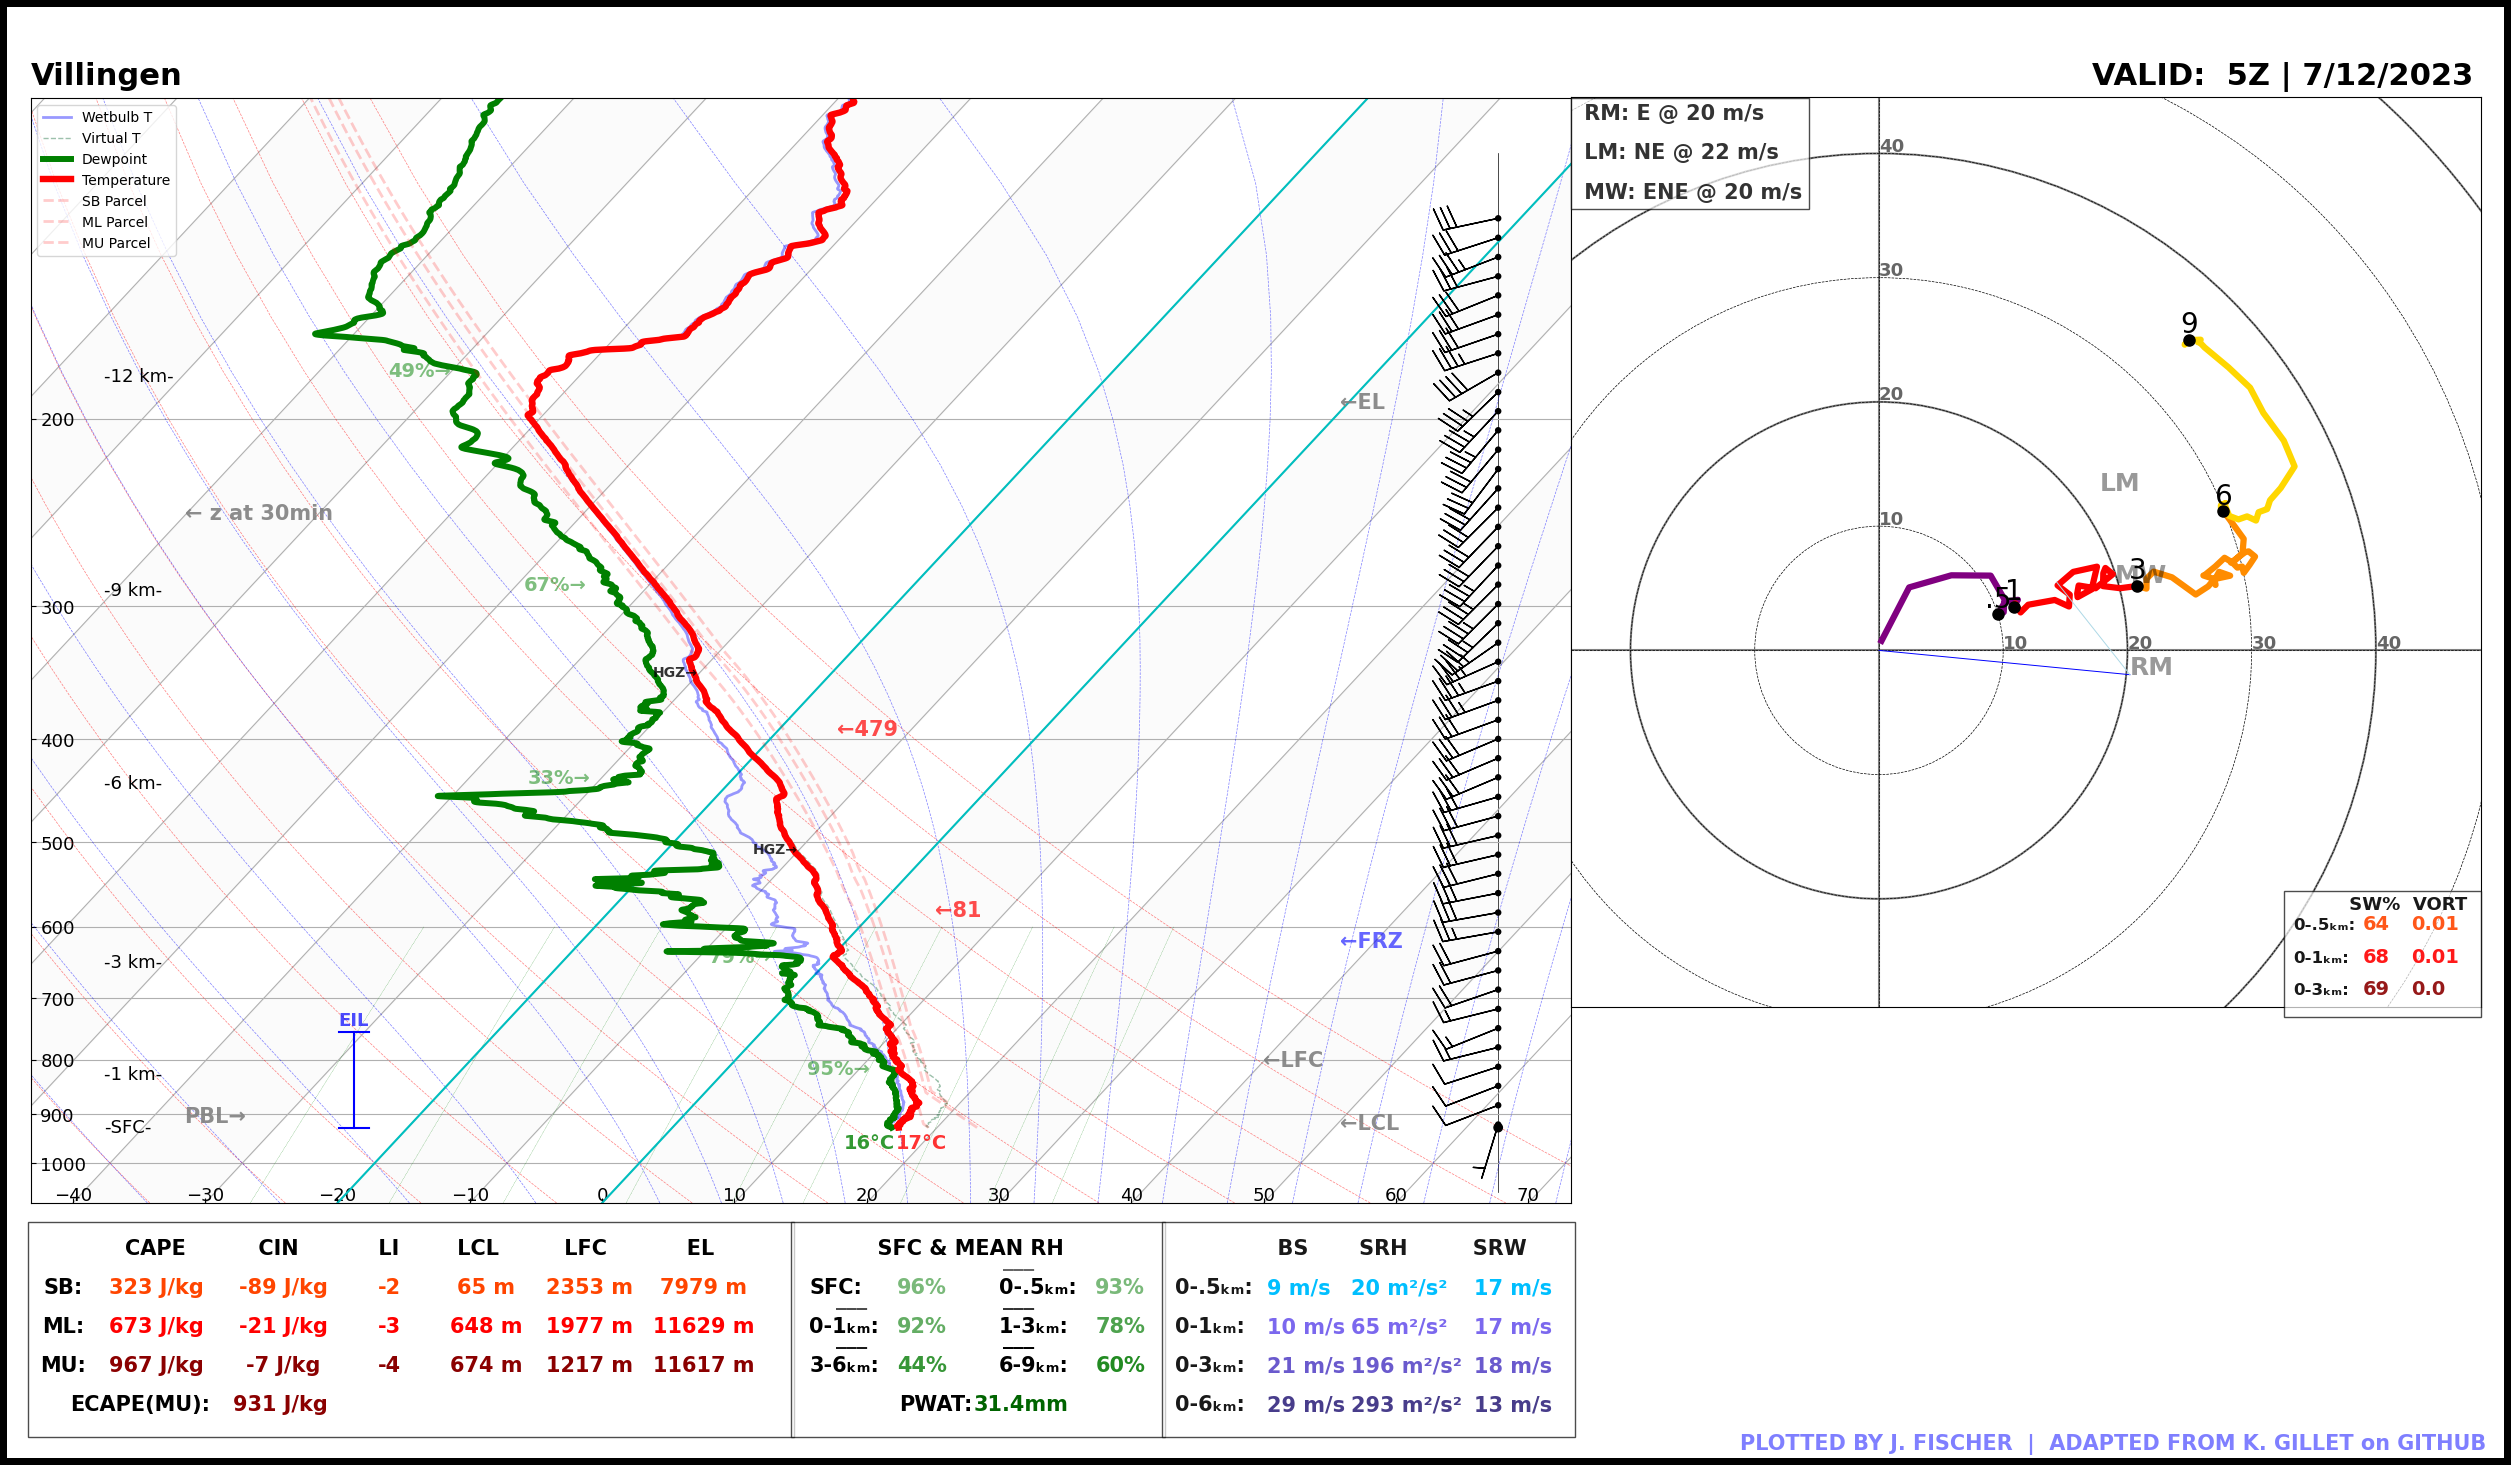 Villingen
VALID: 5Z | 7/12/2023
Wetbulb T
Virtual T
Dewpoint
Temperature
SB Parcel
ML Parcel
MU Parcel
-12 km-
49%→
200
←EL
← z at 30min
-9 km-
67%→
300
HGZ→
←479
400
-6 km-
33%→
500
HGZ→
←81
600
←FRZ
-3 km-
79%→
700
EIL
800
←LFC
-1 km-
95%→
900
PBL→
-SFC-
←LCL
16°C 17°C
1000
−40 −30 −20 −10 0 10 20 30 40 50 60 70
RM: E @ 20 m/s
LM: NE @ 22 m/s
MW: ENE @ 20 m/s
40
30
9
20
LM
6
10
3
MW
.5
1
10 20 30 40
RM
SW% VORT
0-.5km: 64 0.01
0-1km: 68 0.01
0-3km: 69 0.0
CAPE CIN LI LCL LFC EL
SB: 323 J/kg -89 J/kg -2 65 m 2353 m 7979 m
ML: 673 J/kg -21 J/kg -3 648 m 1977 m 11629 m
MU: 967 J/kg -7 J/kg -4 674 m 1217 m 11617 m
ECAPE(MU): 931 J/kg
SFC & MEAN RH
SFC: 96% 0-.5km: 93%
0-1km: 92% 1-3km: 78%
3-6km: 44% 6-9km: 60%
PWAT: 31.4mm
BS SRH SRW
0-.5km: 9 m/s 20 m²/s² 17 m/s
0-1km: 10 m/s 65 m²/s² 17 m/s
0-3km: 21 m/s 196 m²/s² 18 m/s
0-6km: 29 m/s 293 m²/s² 13 m/s
PLOTTED BY J. FISCHER | ADAPTED FROM K. GILLET on GITHUB